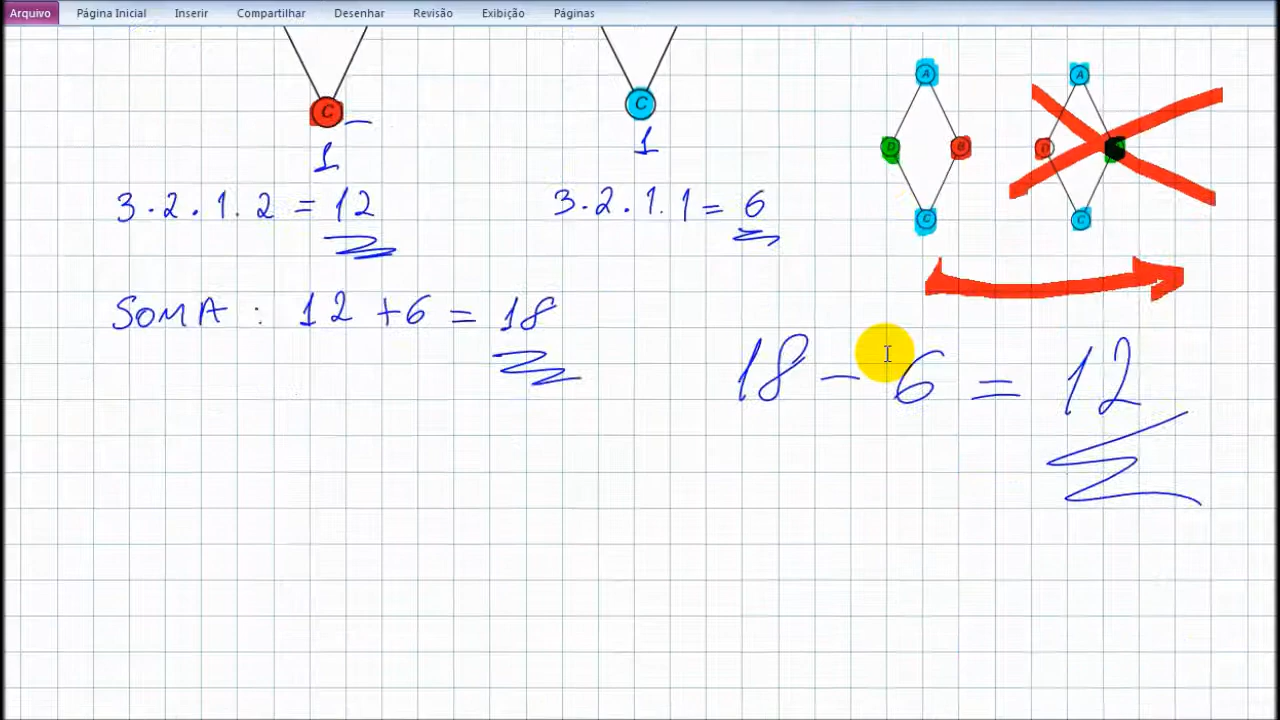 Arquivo Página Inicial Inserir Compartilhar Desenhar Revisão Exibição Páginas
C
C
A
D
B
C
A
D
C
1
1
3·2·1·2 = 12
3·2·1·1 = 6
SOMA : 12 + 6 = 18
18 - 6 = 12